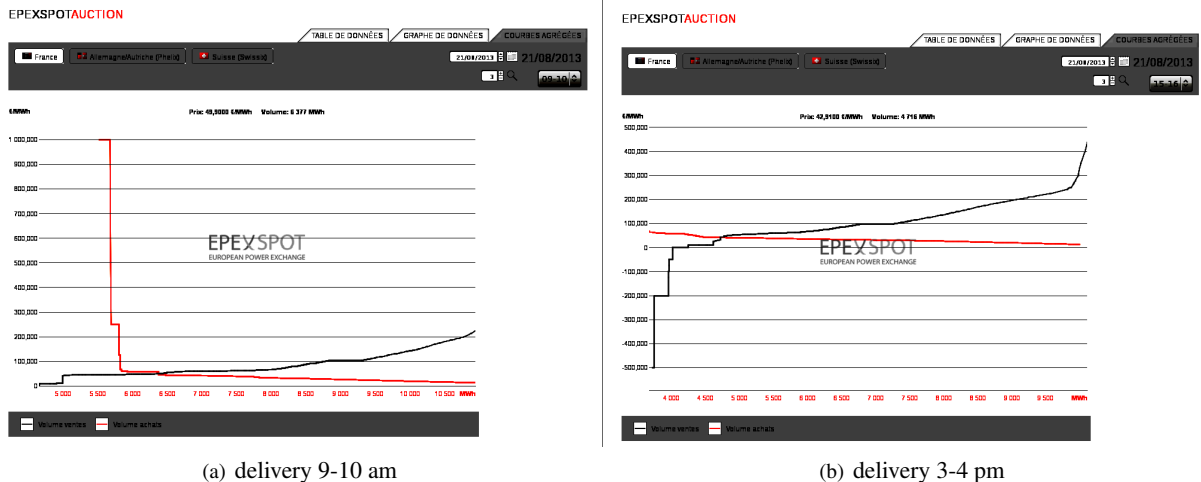 EPEXSPOTAUCTION
TABLE DE DONNÉES GRAPHE DE DONNÉES COURBES AGRÉGÉES
France Allemagne/Autriche (Phelix) Suisse (Swissix) 21/08/2013 21/08/2013
3 09-10
€/MWh Prix: 49,9000 €/MWh Volume: 6 377 MWh
1 000,000
900,000
800,000
700,000
600,000
500,000
400,000
300,000
200,000
100,000
0
EPEXSPOT
EUROPEAN POWER EXCHANGE
5 000 5 500 6 000 6 500 7 000 7 500 8 000 8 500 9 000 9 500 10 000 10 500 MWh
Volume ventes Volume achats
(a) delivery 9-10 am
EPEXSPOTAUCTION
TABLE DE DONNÉES GRAPHE DE DONNÉES COURBES AGRÉGÉES
France Allemagne/Autriche (Phelix) Suisse (Swissix) 21/08/2013 21/08/2013
3 15-16
€/MWh Prix: 42,9100 €/MWh Volume: 4 716 MWh
500,000
400,000
300,000
200,000
100,000
0
-100,000
-200,000
-300,000
-400,000
-500,000
EPEXSPOT
EUROPEAN POWER EXCHANGE
4 000 4 500 5 000 5 500 6 000 6 500 7 000 7 500 8 000 8 500 9 000 9 500 MWh
Volume ventes Volume achats
(b) delivery 3-4 pm